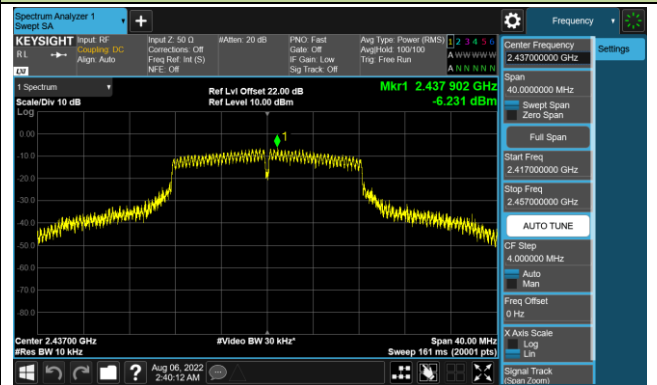 Spectrum Analyzer 1
Swept SA
Frequency
KEYSIGHT
Input: RF
Input Z: 50 Ω
#Atten: 20 dB
PNO: Fast
Avg Type: Power (RMS)
1 2 3 4 5 6
RL
Coupling: DC
Corrections: Off
Gate: Off
Avg|Hold: 100/100
A W W W W W
Align: Auto
Freq Ref: Int (S)
IF Gain: Low
Trig: Free Run
NFE: Off
Sig Track: Off
A N N N N N
LXI
1 Spectrum
Ref Lvl Offset 22.00 dB
Mkr1 2.437 902 GHz
Scale/Div 10 dB
Ref Level 10.00 dBm
-6.231 dBm
Log
1
0.00
-10.0
-20.0
-30.0
-40.0
-50.0
-60.0
-70.0
-80.0
Center 2.43700 GHz
#Video BW 30 kHz*
Span 40.00 MHz
#Res BW 10 kHz
Sweep 161 ms (20001 pts)
?
Aug 06, 2022
2:40:12 AM
Center Frequency
2.437000000 GHz
Settings
Span
40.0000000 MHz
Swept Span
Zero Span
Full Span
Start Freq
2.417000000 GHz
Stop Freq
2.457000000 GHz
AUTO TUNE
CF Step
4.000000 MHz
Auto
Man
Freq Offset
0 Hz
X Axis Scale
Log
Lin
Signal Track
(Span Zoom)